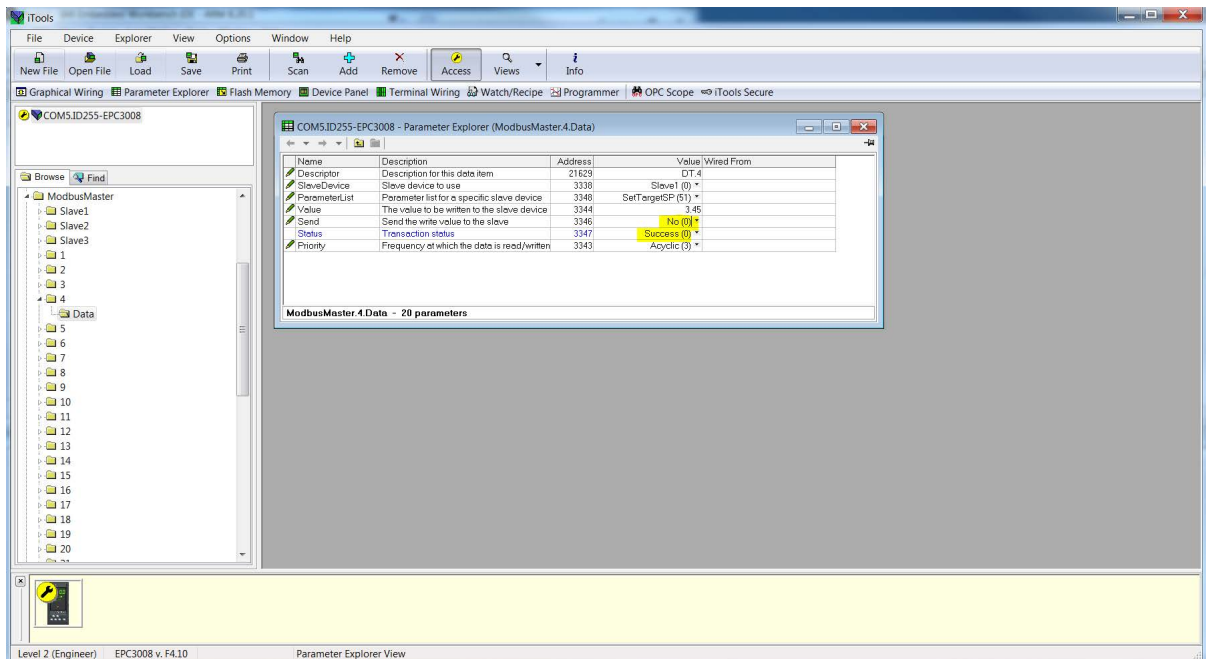 iTools
File Device Explorer View Options Window Help
New File Open File Load Save Print Scan Add Remove Access Views Info
Graphical Wiring Parameter Explorer Flash Memory Device Panel Terminal Wiring Watch/Recipe Programmer OPC Scope iTools Secure
COM5.ID255-EPC3008
Browse Find
ModbusMaster
Slave1
Slave2
Slave3
1
2
3
4
Data
5
6
7
8
9
10
11
12
13
14
15
16
17
18
19
20
COM5.ID255-EPC3008 - Parameter Explorer (ModbusMaster.4.Data)
Name Description Address Value Wired From
Descriptor Description for this data item 21629 DT.4
SlaveDevice Slave device to use 3338 Slave1 (0)
ParameterList Parameter list for a specific slave device 3348 SetTargetSP (51)
Value The value to be written to the slave device 3344 3.45
Send Send the write value to the slave 3346 No (0)
Status Transaction status 3347 Success (0)
Priority Frequency at which the data is read/written 3343 Acyclic (3)
ModbusMaster.4.Data - 20 parameters
Level 2 (Engineer) EPC3008 v. F4.10 Parameter Explorer View